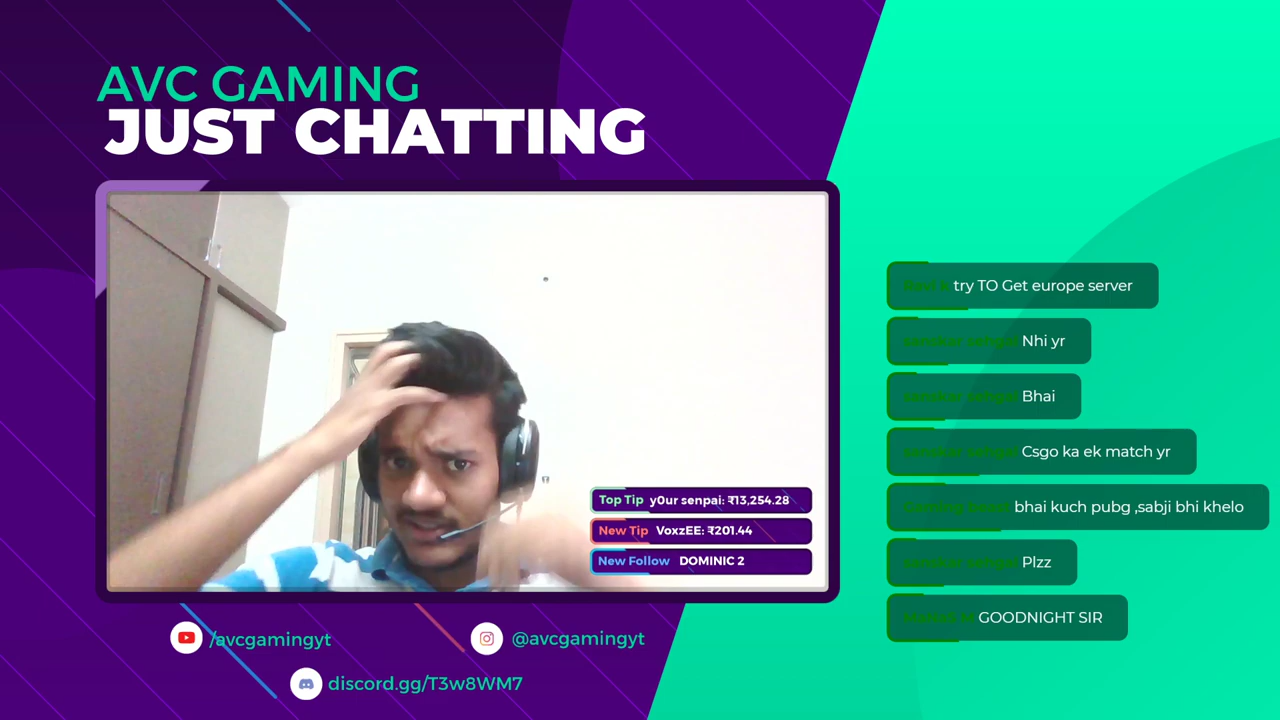 AVC GAMING
JUST CHATTING
try TO Get europe server
Nhi yr
Bhai
Csgo ka ek match yr
bhai kuch pubg ,sabji bhi khelo
Plzz
GOODNIGHT SIR
Top Tip y0ur senpai: ₹13,254.28
New Tip VoxzEE: ₹201.44
New Follow DOMINIC 2
/avcgamingyt
@avcgamingyt
discord.gg/T3w8WM7